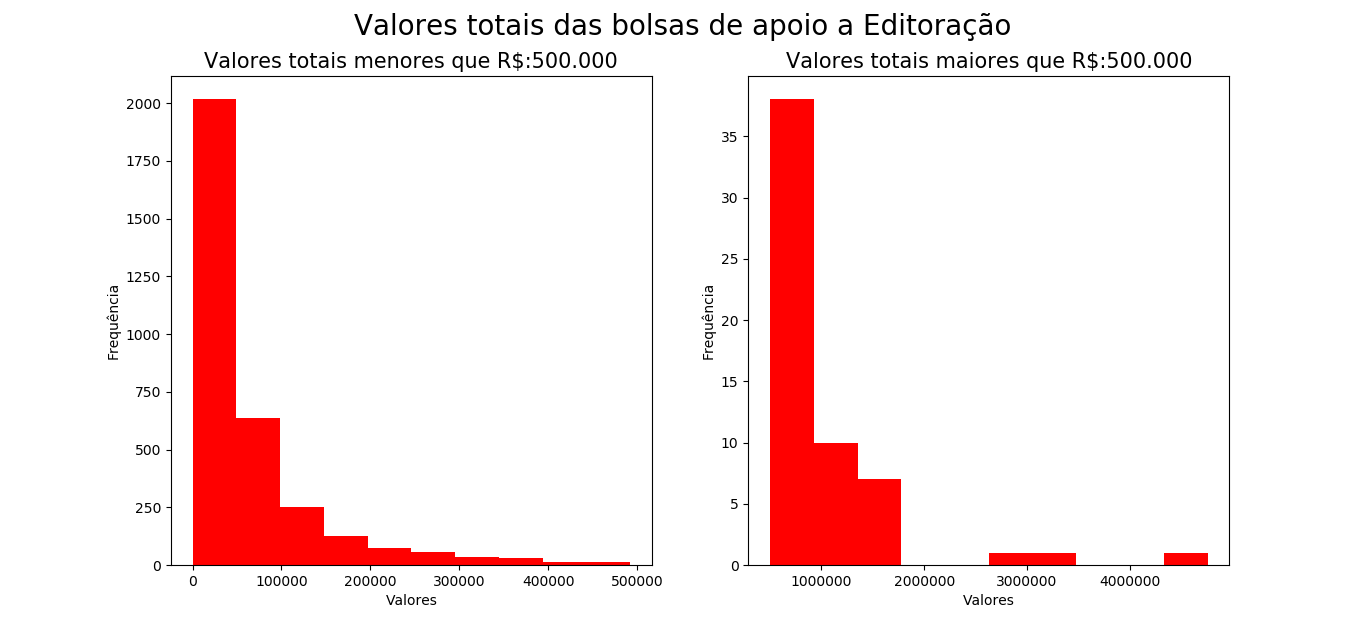 Valores totais das bolsas de apoio a Editoração
Valores totais menores que R$:500.000
2000
1750
1500
1250
1000
750
500
250
0
Frequência
0 100000 200000 300000 400000 500000
Valores
Valores totais maiores que R$:500.000
35
30
25
20
15
10
5
0
Frequência
1000000 2000000 3000000 4000000
Valores